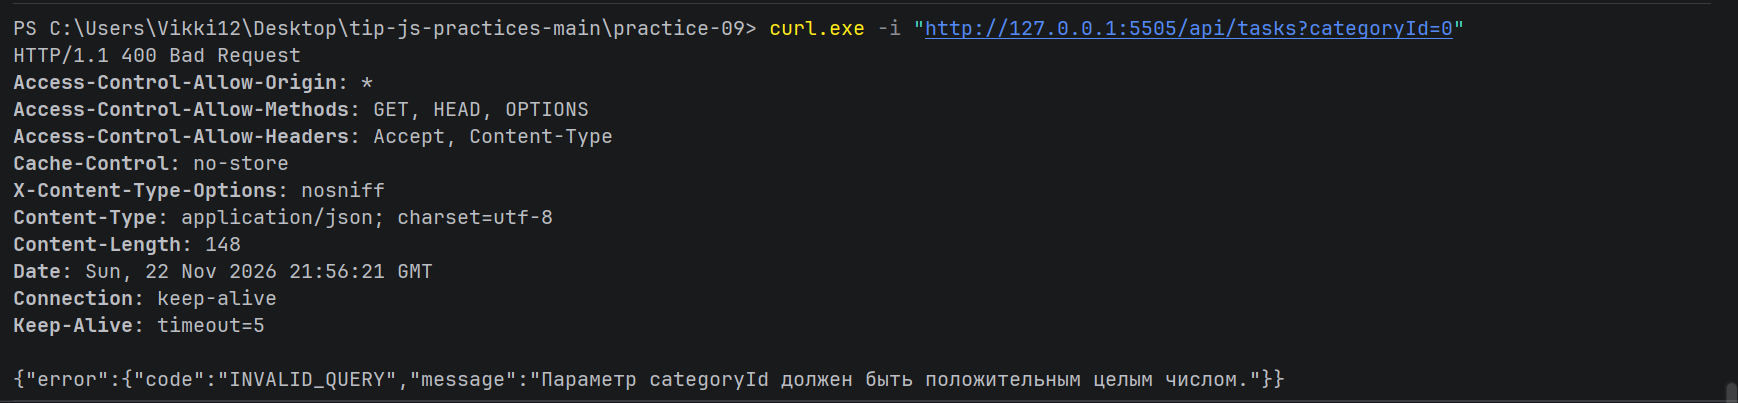 PS C:\Users\Vikki12\Desktop\tip-js-practices-main\practice-09> curl.exe -i "http://127.0.0.1:5505/api/tasks?categoryId=0"
HTTP/1.1 400 Bad Request
Access-Control-Allow-Origin: *
Access-Control-Allow-Methods: GET, HEAD, OPTIONS
Access-Control-Allow-Headers: Accept, Content-Type
Cache-Control: no-store
X-Content-Type-Options: nosniff
Content-Type: application/json; charset=utf-8
Content-Length: 148
Date: Sun, 22 Nov 2026 21:56:21 GMT
Connection: keep-alive
Keep-Alive: timeout=5
{"error":{"code":"INVALID_QUERY","message":"Параметр categoryId должен быть положительным целым числом."}}